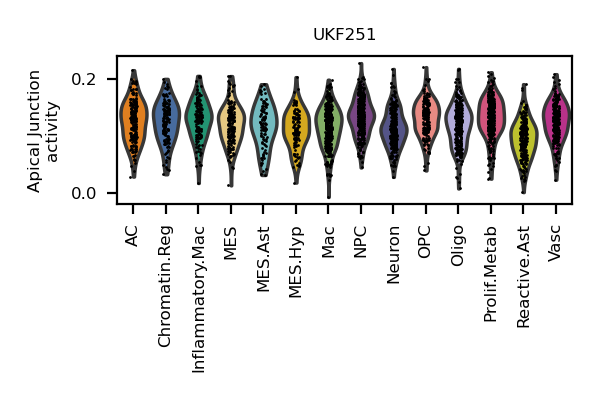 UKF251
Apical Junction
activity
0.2
0.0
AC
Chromatin.Reg
Inflammatory.Mac
MES
MES.Ast
MES.Hyp
Mac
NPC
Neuron
OPC
Oligo
Prolif.Metab
Reactive.Ast
Vasc